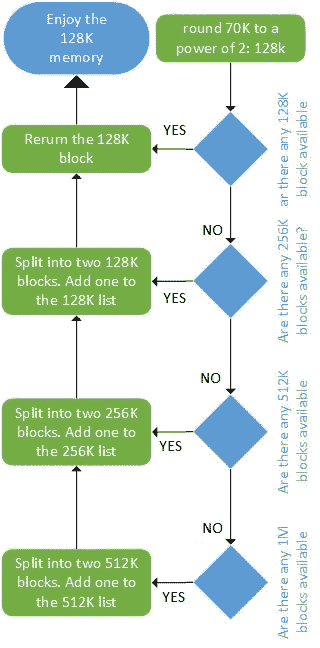 Enjoy the
128K
memory
round 70K to a
power of 2: 128k
YES
Rerurn the 128K
block
ar there any 128K
block available
NO
Split into two 128K
blocks. Add one to
the 128K list
YES
Are there any 256K
blocks available?
NO
Split into two 256K
blocks. Add one to
the 256K list
YES
Are there any 512K
blocks available
NO
Split into two 512K
blocks. Add one to
the 512K list
YES
Are there any 1M
blocks available